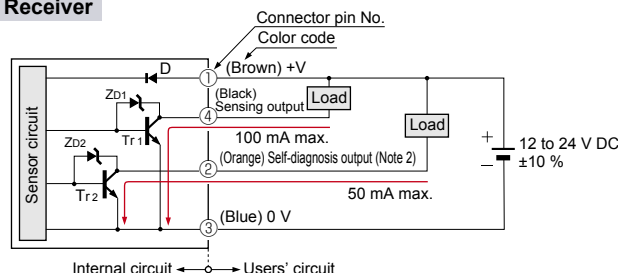 Receiver
Connector pin No.
Color code
D
1
(Brown) +V
ZD1
(Black)
4
Sensing output
Load
Tr1
100 mA max.
Load
Sensor circuit
ZD2
2
(Orange) Self-diagnosis output (Note 2)
+
12 to 24 V DC
−
±10 %
Tr2
50 mA max.
3
(Blue) 0 V
Internal circuit
Users' circuit